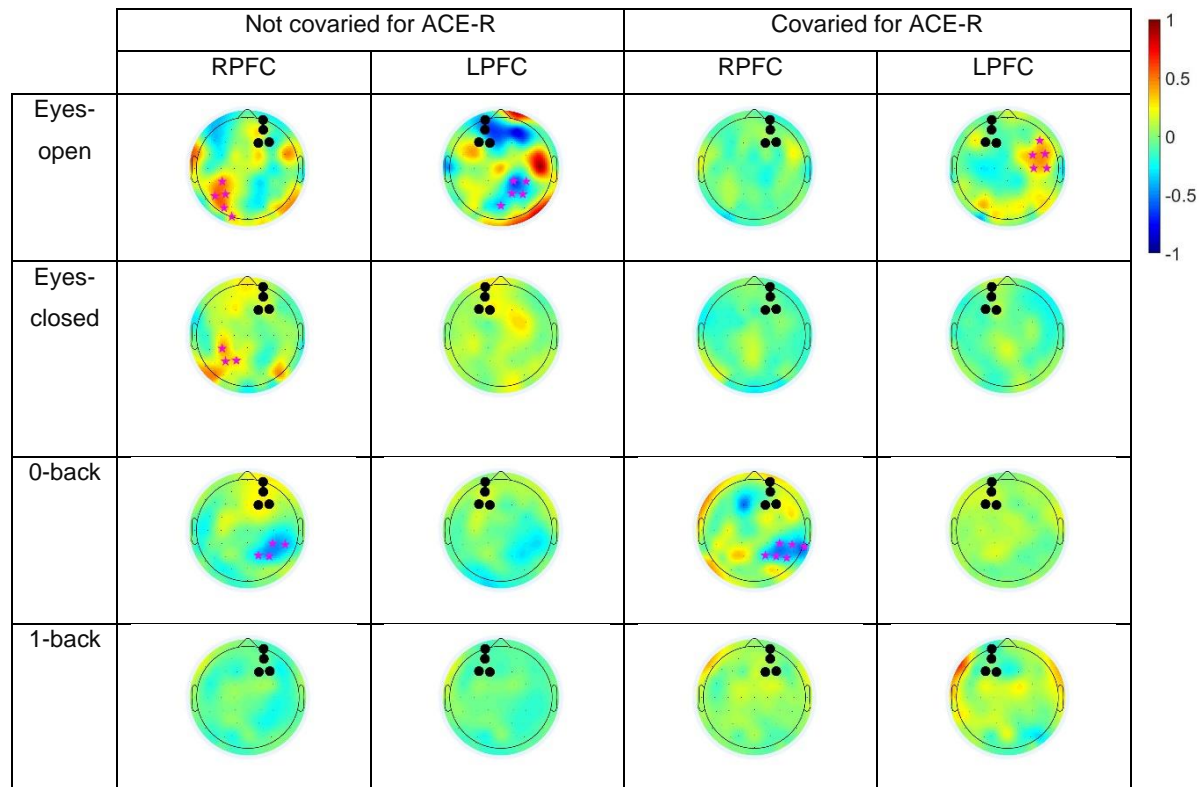 Not covaried for ACE-R Covaried for ACE-R
RPFC LPFC RPFC LPFC
Eyes-
open
Eyes-
closed
0-back
1-back
1
0.5
0
-0.5
-1